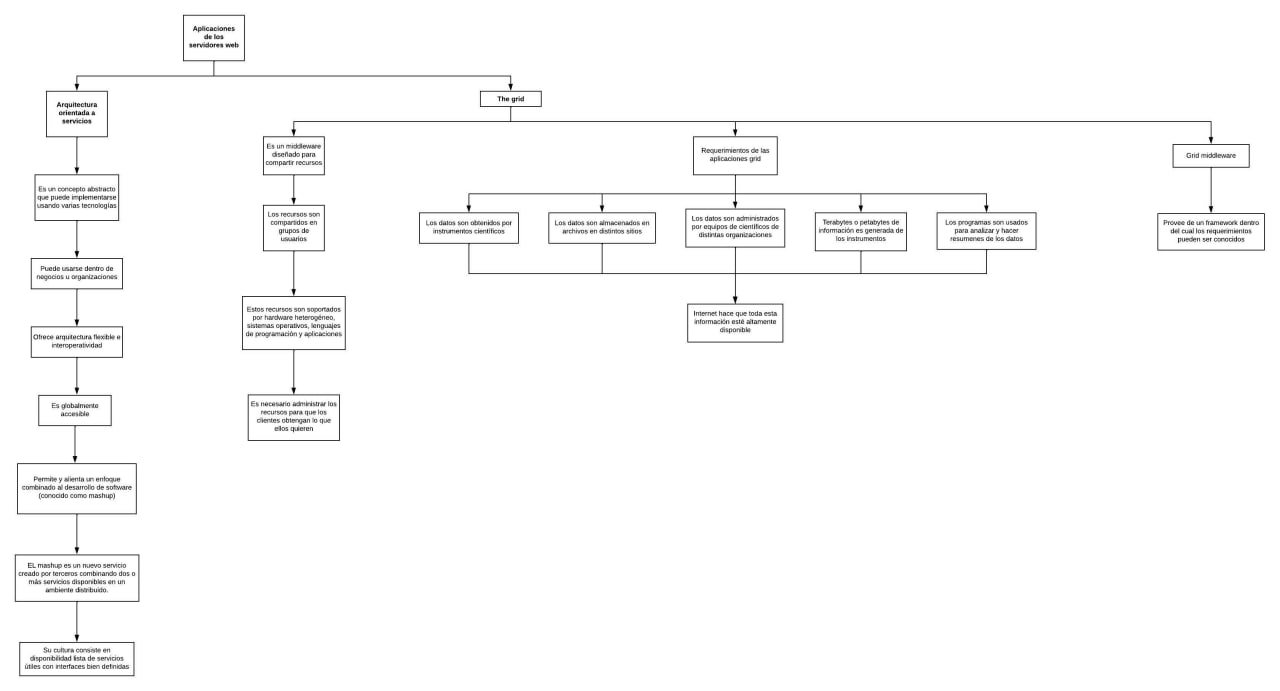 Aplicaciones
de los
servidores web
Arquitectura
orientada a
servicios
The grid
Es un middleware
diseñado para
compartir recursos
Requerimientos de las
aplicaciones grid
Grid middleware
Es un concepto abstracto
que puede implementarse
usando varias tecnologías
Los recursos son
compartidos en
grupos de
usuarios
Los datos son obtenidos por
instrumentos científicos
Los datos son almacenados en
archivos en distintos sitios
Los datos son administrados
por equipos de científicos de
distintas organizaciones
Terabytes o petabytes de
información es generada de
los instrumentos
Los programas son usados
para analizar y hacer
resumenes de los datos
Provee de un framework dentro
del cual los requerimientos
pueden ser conocidos
Puede usarse dentro de
negocios u organizaciones
Estos recursos son soportados
por hardware heterogéneo,
sistemas operativos, lenguajes
de programación y aplicaciones
Internet hace que toda esta
información esté altamente
disponible
Ofrece arquitectura flexible e
interoperatividad
Es globalmente
accesible
Es necesario administrar los
recursos para que los
clientes obtengan lo que
ellos quieren
Permite y alienta un enfoque
combinado al desarrollo de software
(conocido como mashup)
EL mashup es un nuevo servicio
creado por terceros combinando dos o
más servicios disponibles en un
ambiente distribuido.
Su cultura consiste en
disponibilidad lista de servicios
útiles con interfaces bien definidas